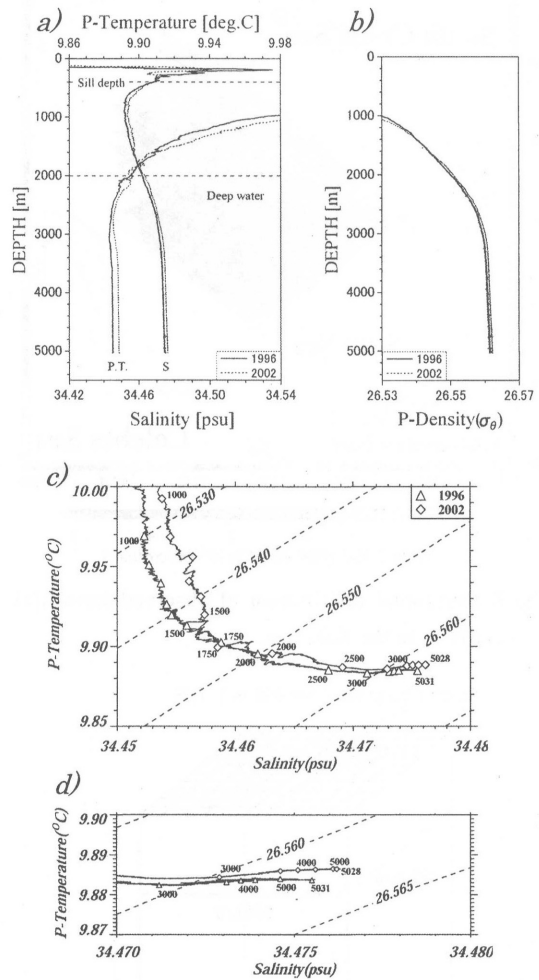 a)
P-Temperature [deg.C]
9.86 9.90 9.94 9.98
0
1000
2000
3000
4000
5000
DEPTH [m]
Sill depth
Deep water
P.T. S
1996
2002
34.42 34.46 34.50 34.54
Salinity [psu]
b)
0
1000
2000
3000
4000
5000
DEPTH [m]
1996
2002
26.53 26.55 26.57
P-Density(σθ)
c)
10.00
9.95
9.90
9.85
P-Temperature(°C)
1996
2002
1000
26.530
1000
26.540
26.550
1500
1500
26.560
1750
1750
2000
2000
2500
3000
5028
2500
3000
5031
34.45 34.46 34.47 34.48
Salinity(psu)
d)
9.90
9.89
9.88
9.87
P-Temperature(°C)
26.560
3000
4000
5000
5028
3000
4000
5000
5031
26.565
34.470 34.475 34.480
Salinity(psu)